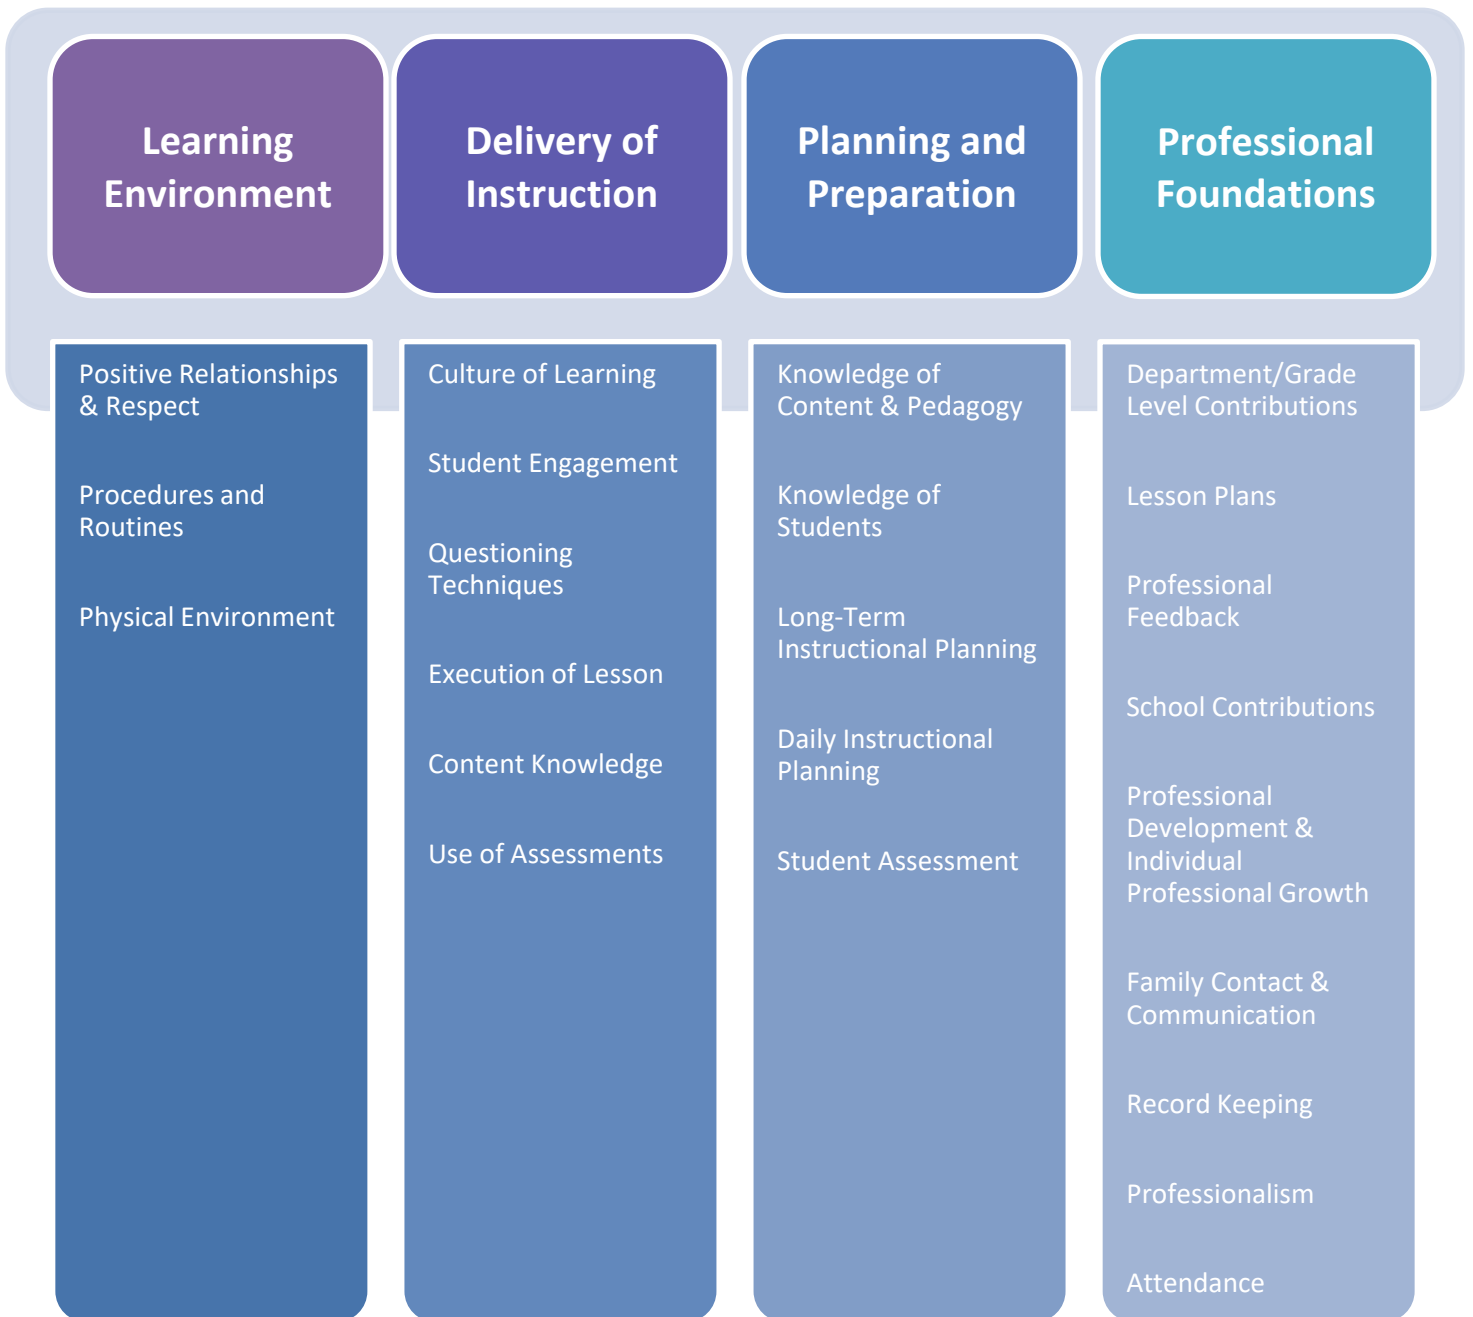 Learning
Environment
Delivery of
Instruction
Planning and
Preparation
Professional
Foundations
Positive Relationships
& Respect
Procedures and
Routines
Physical Environment
Culture of Learning
Student Engagement
Questioning
Techniques
Execution of Lesson
Content Knowledge
Use of Assessments
Knowledge of
Content & Pedagogy
Knowledge of
Students
Long-Term
Instructional Planning
Daily Instructional
Planning
Student Assessment
Department/Grade
Level Contributions
Lesson Plans
Professional
Feedback
School Contributions
Professional
Development &
Individual
Professional Growth
Family Contact &
Communication
Record Keeping
Professionalism
Attendance